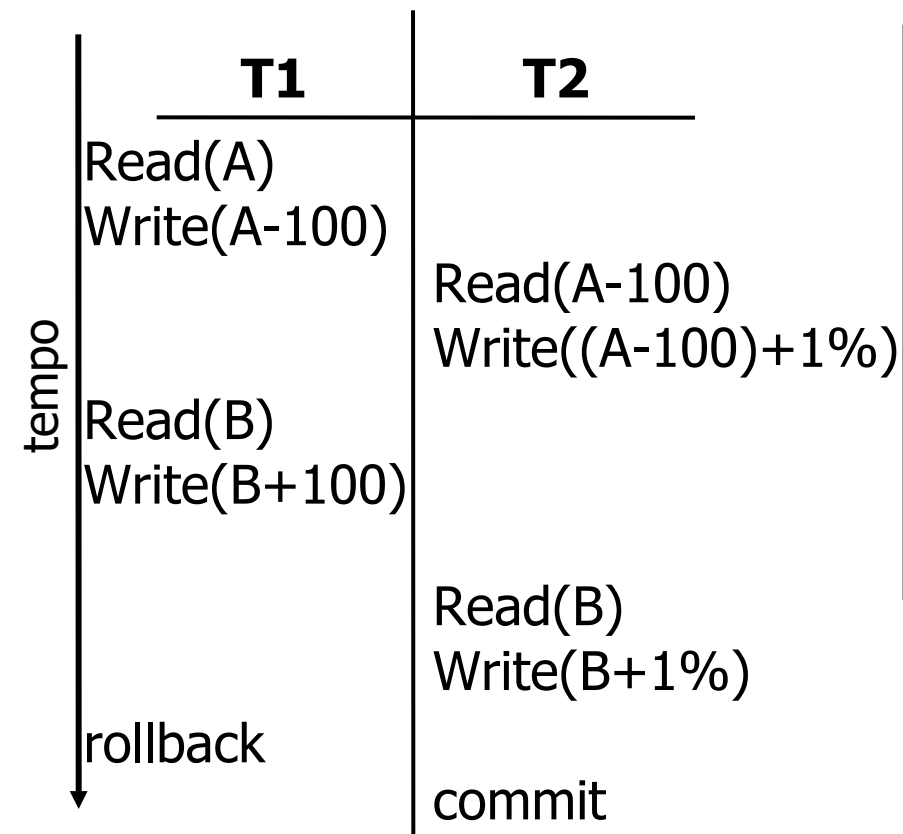 T1 T2
Read(A)
Write(A-100)
Read(A-100)
Write((A-100)+1%)
tempo
Read(B)
Write(B+100)
Read(B)
Write(B+1%)
rollback
commit